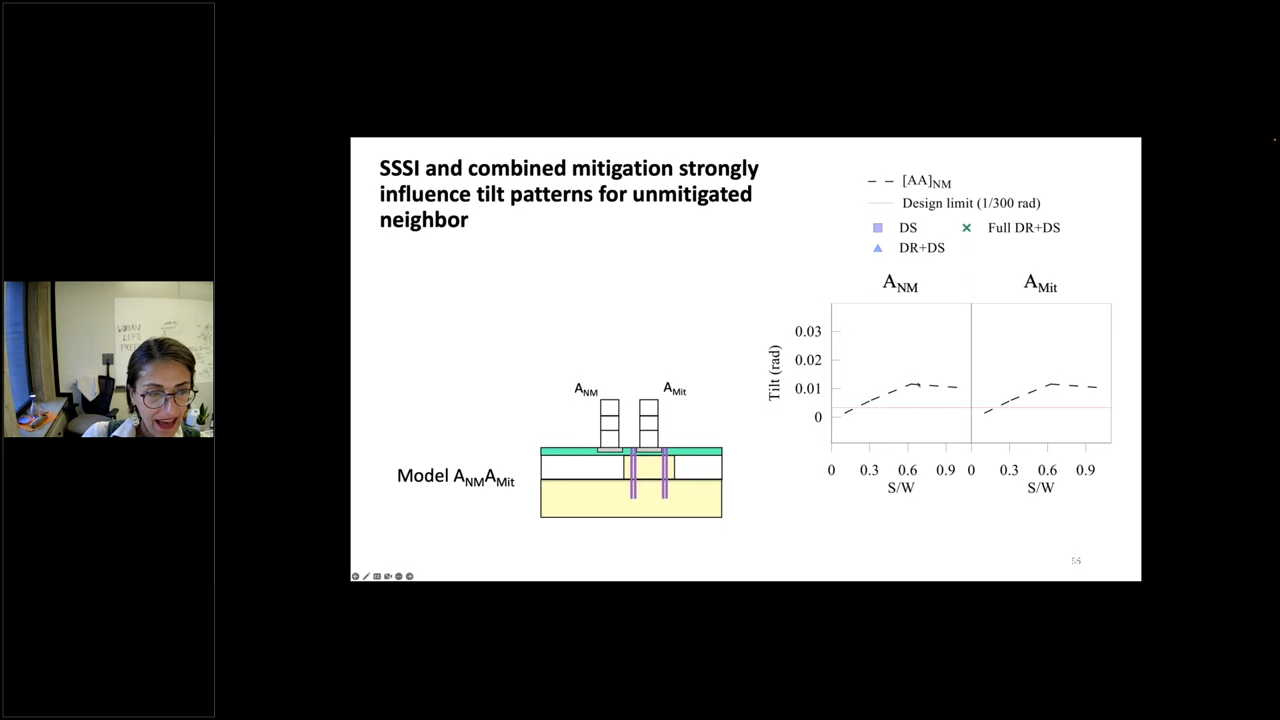 SSSI and combined mitigation strongly
influence tilt patterns for unmitigated
neighbor
[AA]NM
Design limit (1/300 rad)
DS
Full DR+DS
DR+DS
ANM
AMit
Tilt (rad)
0.03
0.02
0.01
0
0 0.3 0.6 0.9 0 0.3 0.6 0.9
S/W
S/W
ANM
AMit
Model ANMAMit
WOMAN
LIFE